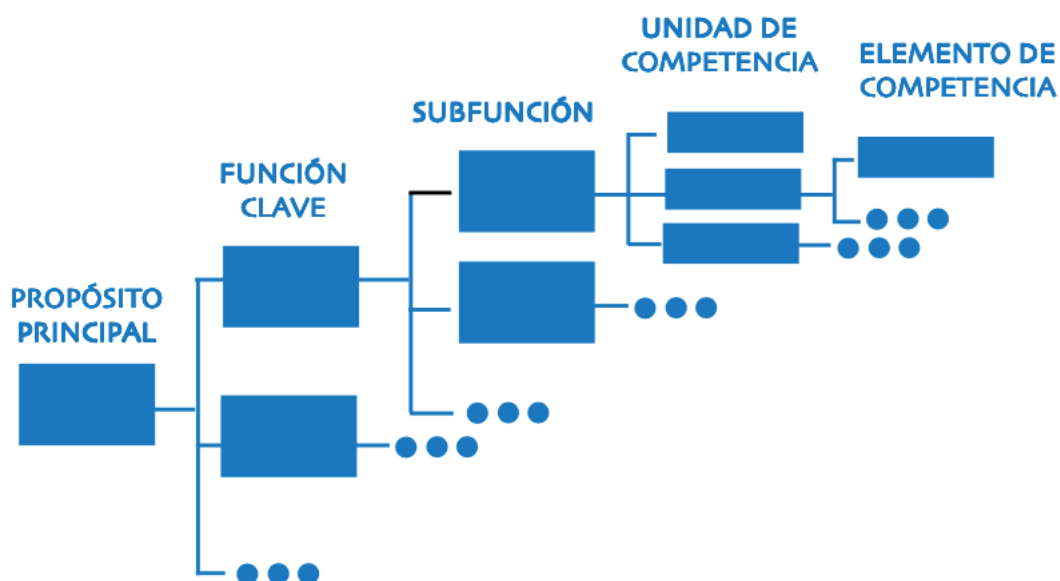 PROPÓSITO
PRINCIPAL
FUNCIÓN
CLAVE
SUBFUNCIÓN
UNIDAD DE
COMPETENCIA
ELEMENTO DE
COMPETENCIA